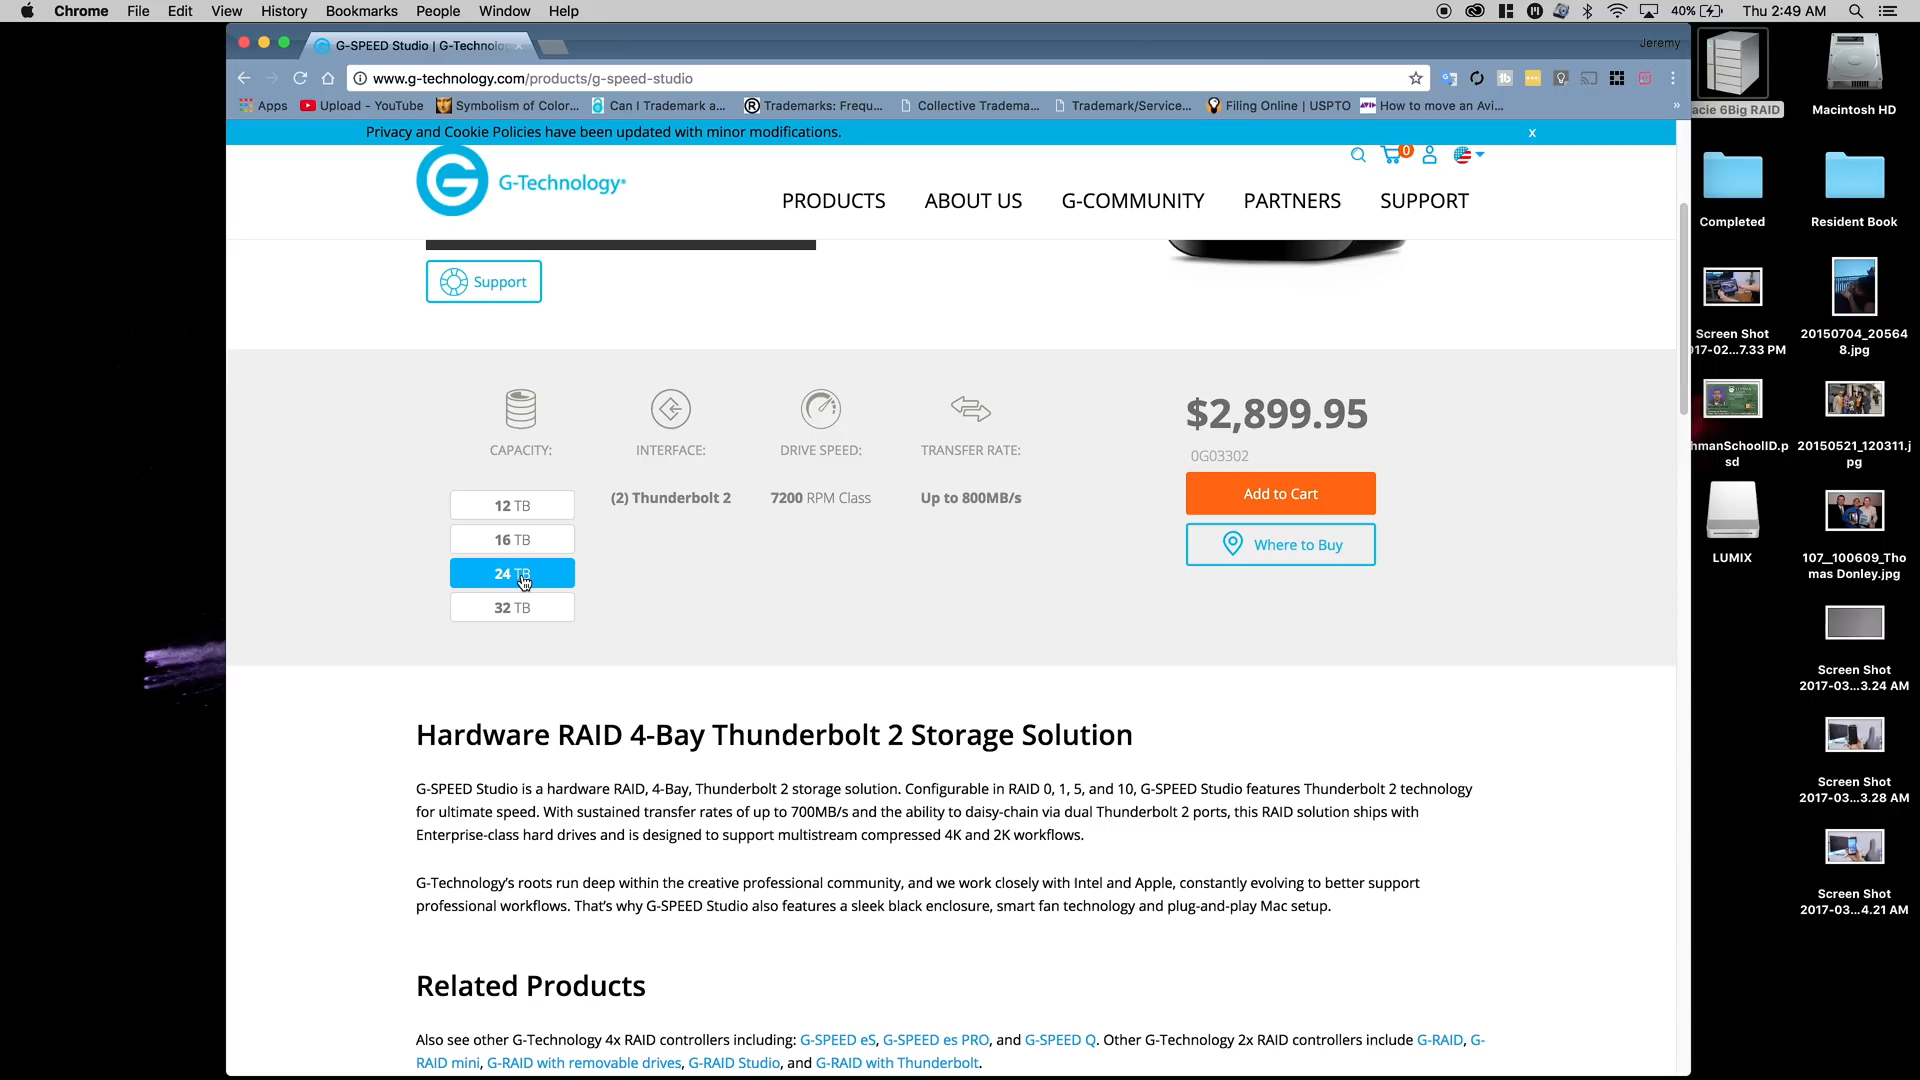 Chrome File Edit View History Bookmarks People Window Help
40% Thu 2:49 AM
G-SPEED Studio | G-Technolo
Jeremy
www.g-technology.com/products/g-speed-studio
Apps Upload - YouTube Symbolism of Color... Can I Trademark a... Trademarks: Frequ... Collective Tradema... Trademark/Service... Filing Online | USPTO How to move an Avi... »
Privacy and Cookie Policies have been updated with minor modifications. x
G-Technology®
0
PRODUCTS ABOUT US G-COMMUNITY PARTNERS SUPPORT
Support
CAPACITY: INTERFACE: DRIVE SPEED: TRANSFER RATE:
12 TB
16 TB
24 TB
32 TB
(2) Thunderbolt 2
7200 RPM Class
Up to 800MB/s
$2,899.95
0G03302
Add to Cart
Where to Buy
Hardware RAID 4-Bay Thunderbolt 2 Storage Solution
G-SPEED Studio is a hardware RAID, 4-Bay, Thunderbolt 2 storage solution. Configurable in RAID 0, 1, 5, and 10, G-SPEED Studio features Thunderbolt 2 technology
for ultimate speed. With sustained transfer rates of up to 700MB/s and the ability to daisy-chain via dual Thunderbolt 2 ports, this RAID solution ships with
Enterprise-class hard drives and is designed to support multistream compressed 4K and 2K workflows.
G-Technology's roots run deep within the creative professional community, and we work closely with Intel and Apple, constantly evolving to better support
professional workflows. That's why G-SPEED Studio also features a sleek black enclosure, smart fan technology and plug-and-play Mac setup.
Related Products
Also see other G-Technology 4x RAID controllers including: G-SPEED eS, G-SPEED es PRO, and G-SPEED Q. Other G-Technology 2x RAID controllers include G-RAID, G-
RAID mini, G-RAID with removable drives, G-RAID Studio, and G-RAID with Thunderbolt.
acie 6Big RAID
Macintosh HD
Completed
Resident Book
Screen Shot
017-02...7.33 PM
20150704_20564
8.jpg
hmanSchoolID.p
sd
20150521_120311.j
pg
LUMIX
107__100609_Tho
mas Donley.jpg
Screen Shot
2017-03...3.24 AM
Screen Shot
2017-03...3.28 AM
Screen Shot
2017-03...4.21 AM